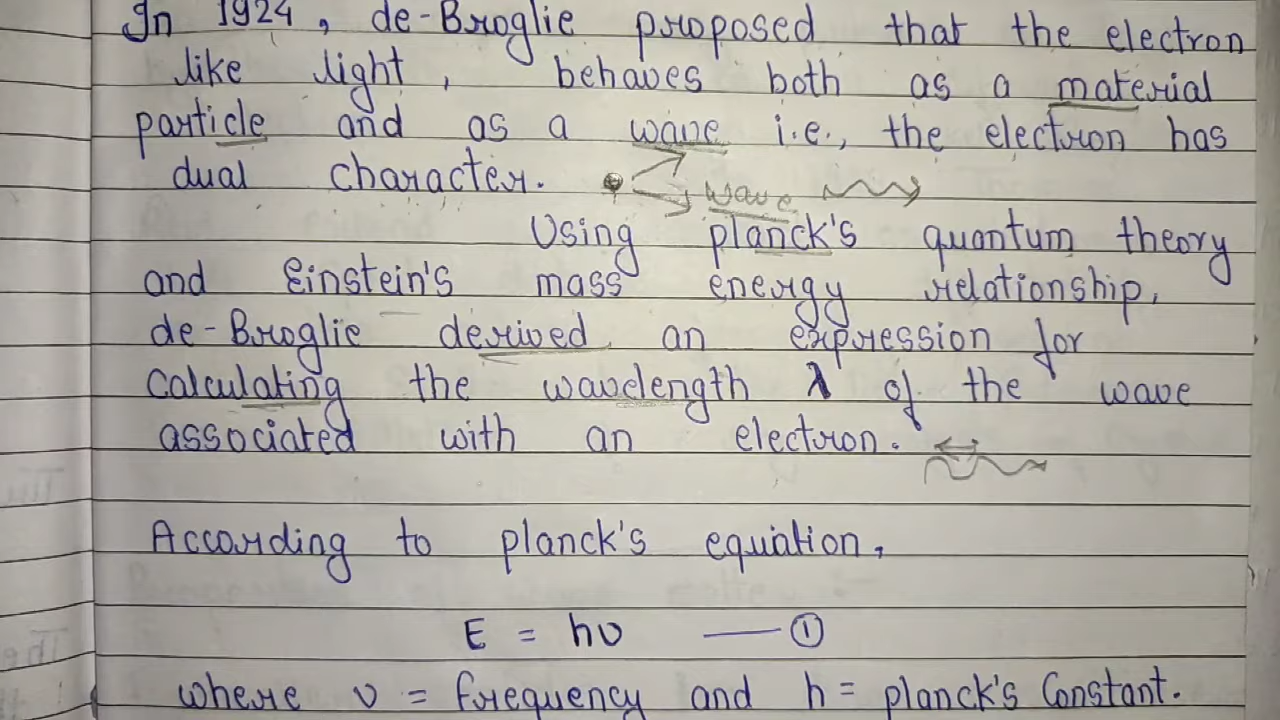 In 1924, de-Broglie proposed that the electron
like light, behaves both as a material
particle and as a wave i.e., the electron has
dual character.
wave
Using planck's quantum theory
and Einstein's mass energy relationship,
de-Broglie derived an expression for
calculating the wavelength λ of the wave
associated with an electron.
According to planck's equation,
E = hυ —— ①
where υ = frequency and h = planck's Constant.